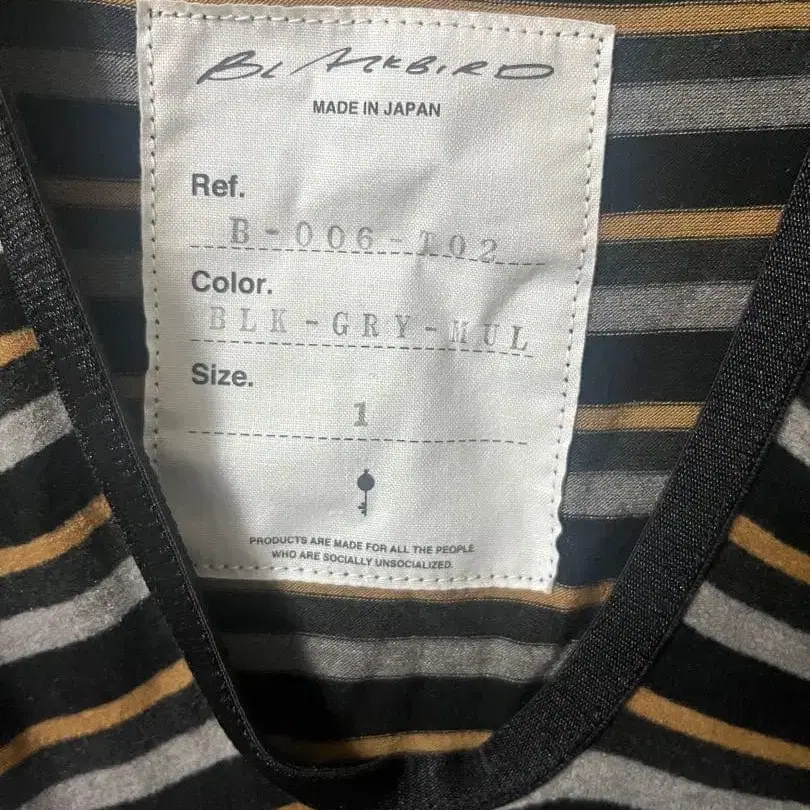 BLACKBIRD
MADE IN JAPAN
Ref.
B-006-T02
Color.
BLK-GRY-MUL
Size.
1
PRODUCTS ARE MADE FOR ALL THE PEOPLE
WHO ARE SOCIALLY UNSOCIALIZED.